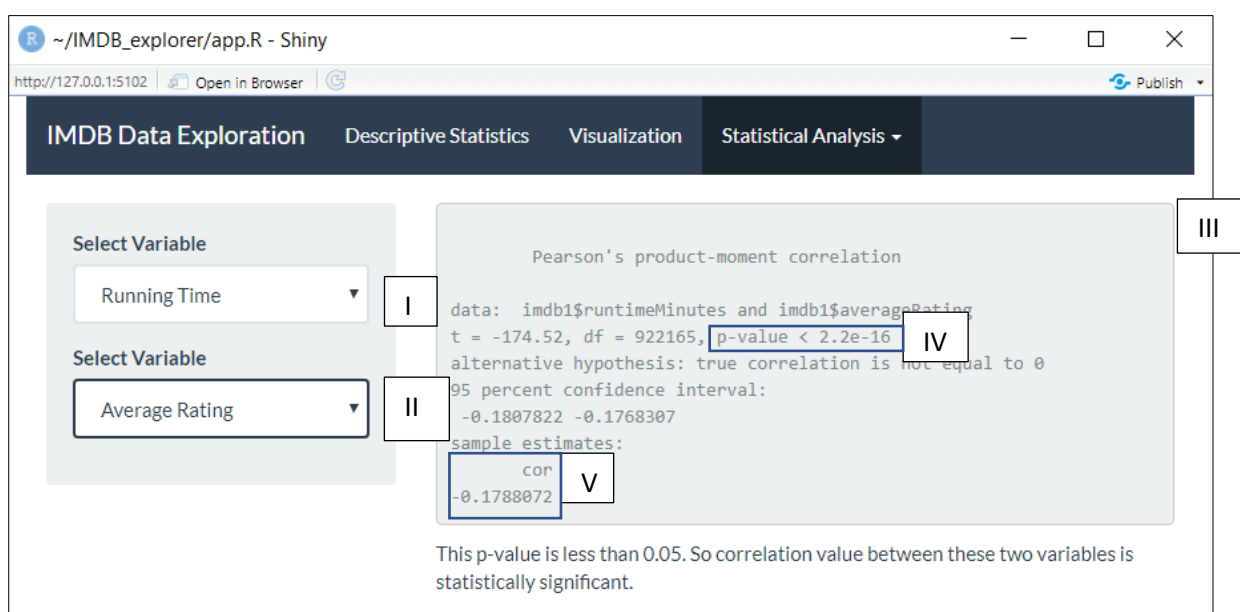 R ~/IMDB_explorer/app.R - Shiny
http://127.0.0.1:5102 Open in Browser Publish
IMDB Data Exploration Descriptive Statistics Visualization Statistical Analysis
Select Variable
Running Time
I
Select Variable
Average Rating
II
III
Pearson's product-moment correlation
data: imdb1$runtimeMinutes and imdb1$averageRating
t = -174.52, df = 922165, p-value < 2.2e-16
IV
alternative hypothesis: true correlation is not equal to 0
95 percent confidence interval:
-0.1807822 -0.1768307
sample estimates:
cor
V
-0.1788072
This p-value is less than 0.05. So correlation value between these two variables is
statistically significant.